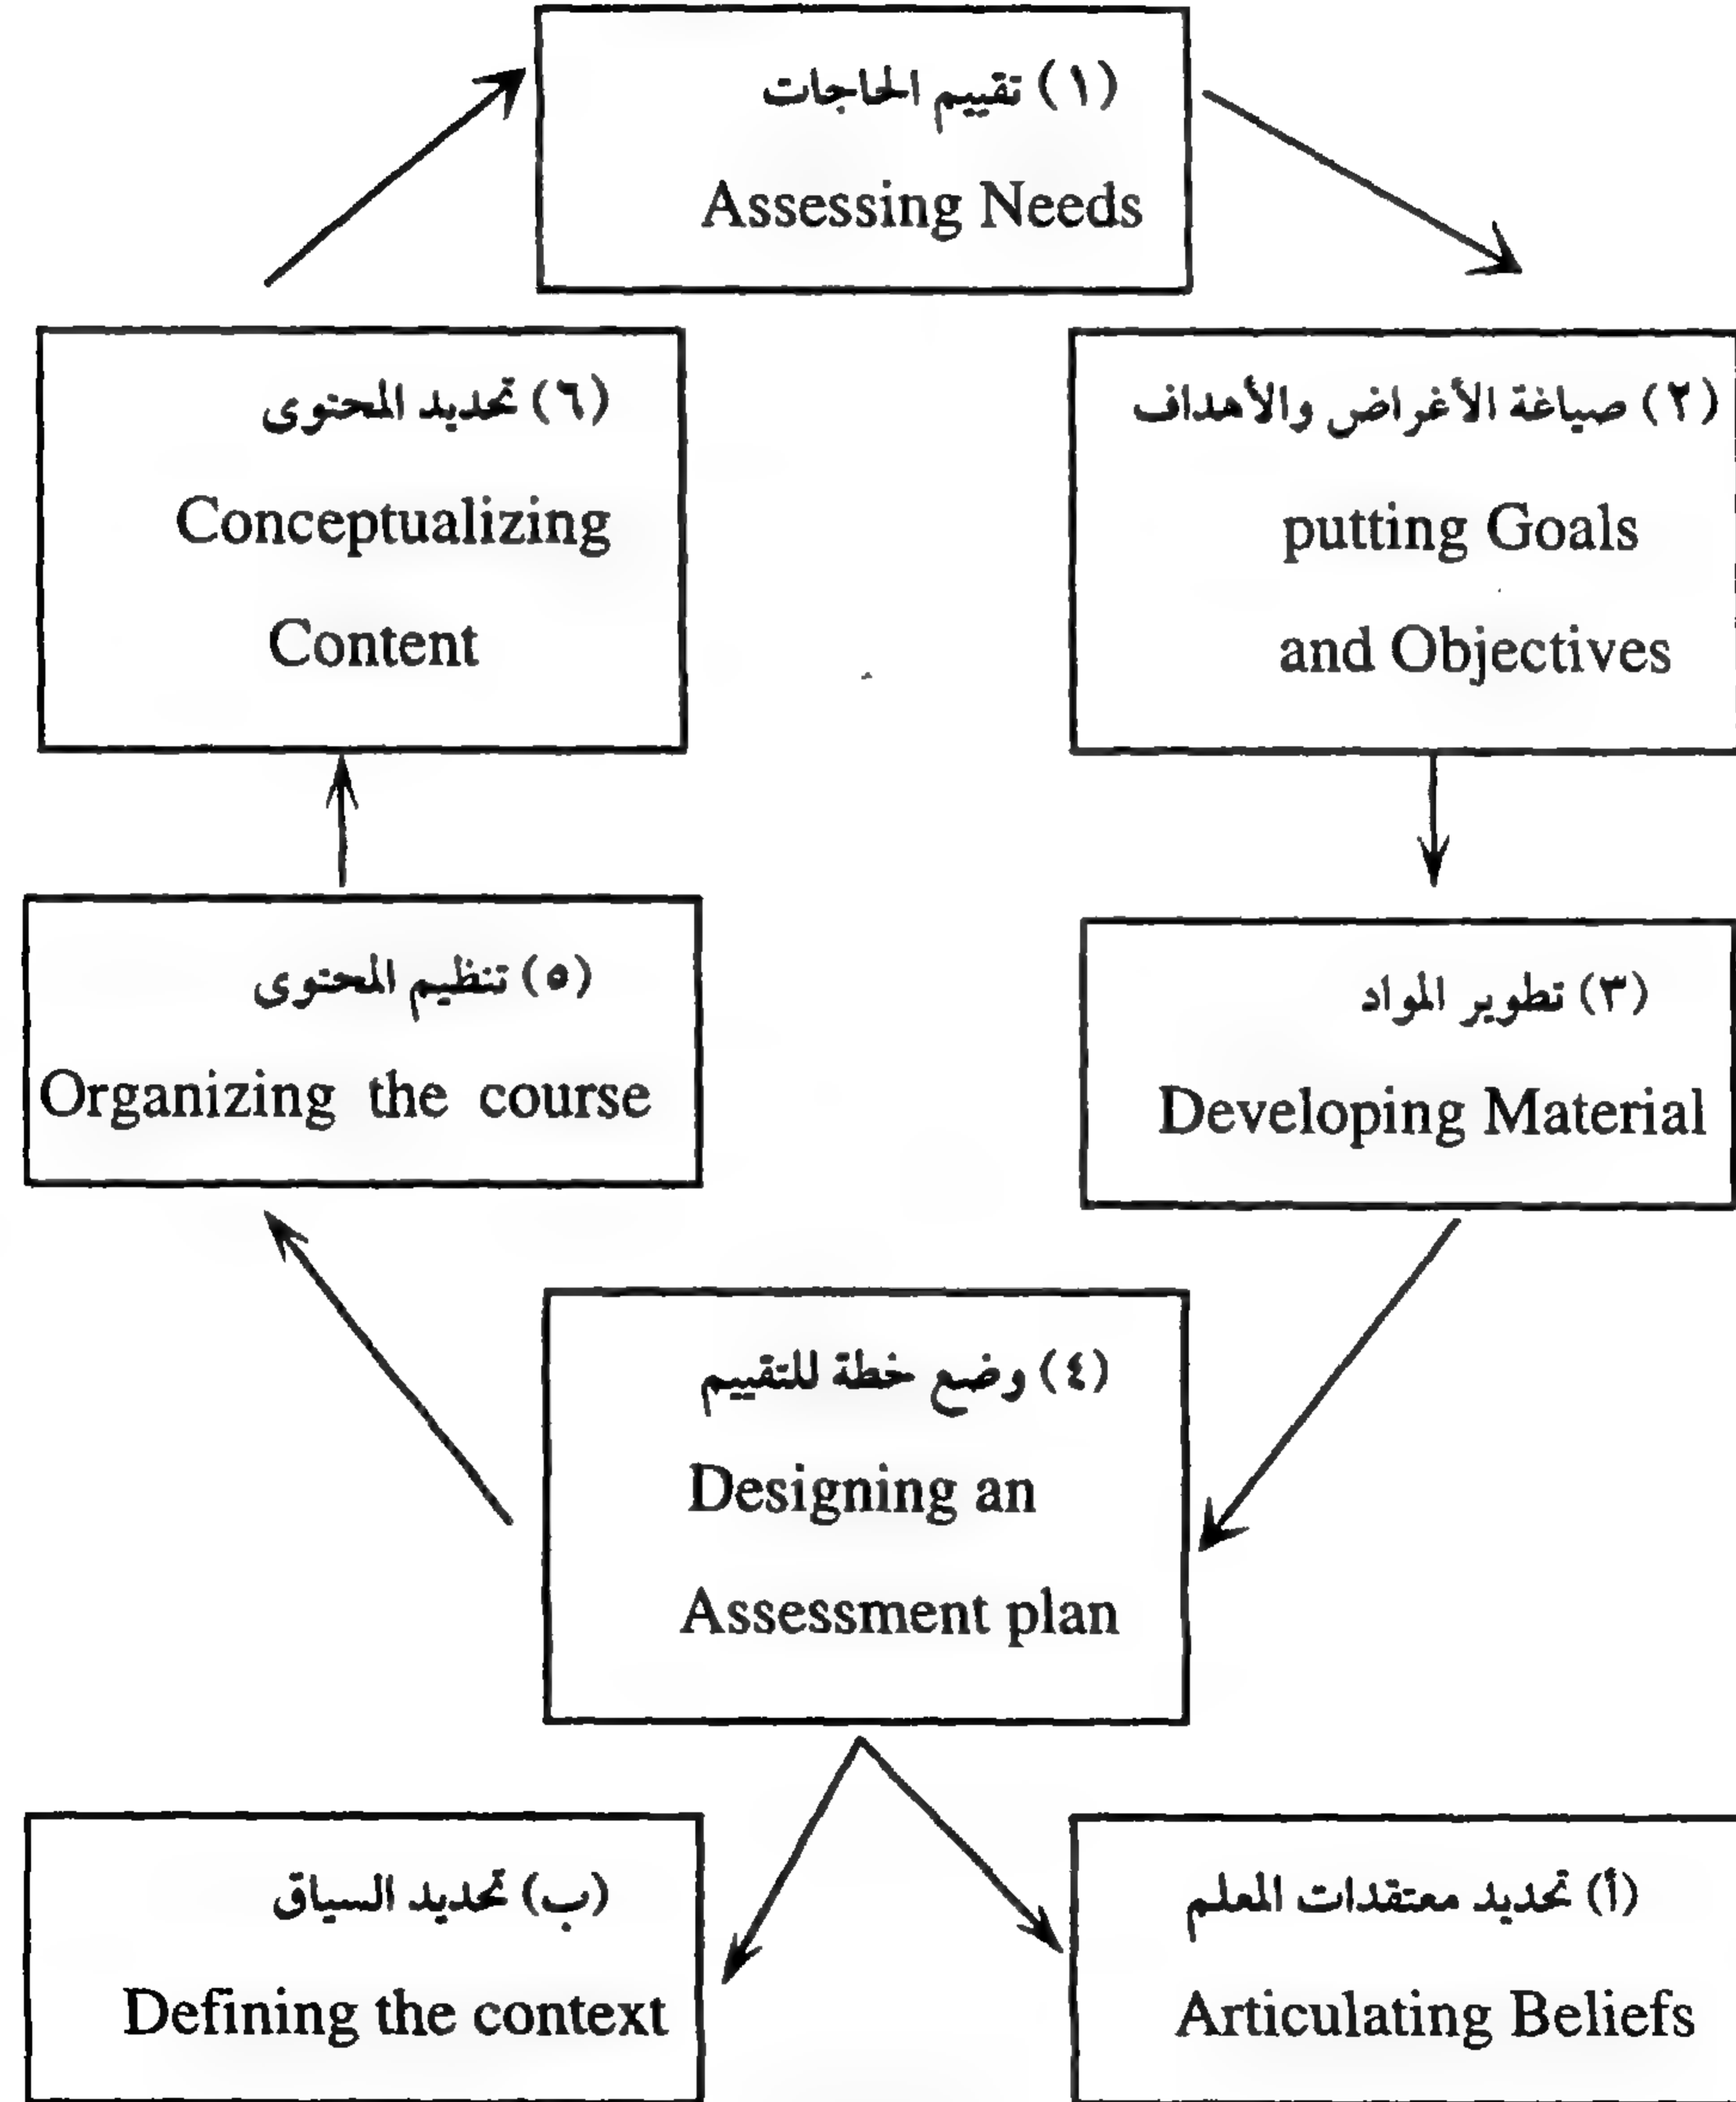 (١) تقييم الحاجات
Assessing Needs
(٢) صياغة الأغراض والأهداف
putting Goals
and Objectives
(٣) تطوير المواد
Developing Material
(٤) وضع خطة للتقييم
Designing an
Assessment plan
(٥) تنظيم المحتوى
Organizing the course
(٦) تحديد المحتوى
Conceptualizing
Content
(أ) تحديد معتقدات المعلم
Articulating Beliefs
(ب) تحديد السياق
Defining the context